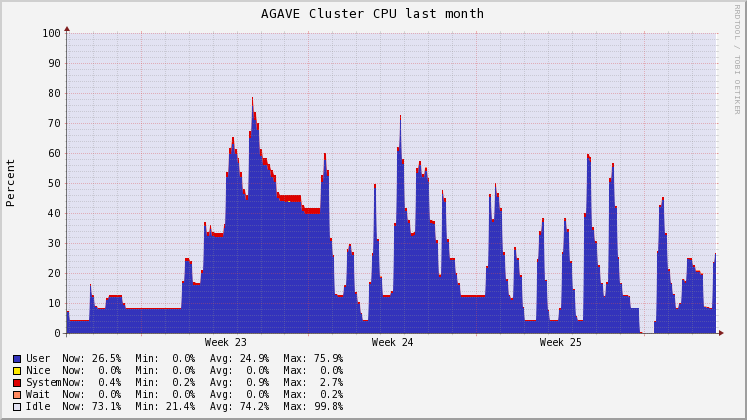 AGAVE Cluster CPU last month
RRDTOOL / TOBI OETIKER
Percent
100
90
80
70
60
50
40
30
20
10
0
Week 23 Week 24 Week 25
User Now: 26.5% Min: 0.0% Avg: 24.9% Max: 75.9%
Nice Now: 0.0% Min: 0.0% Avg: 0.0% Max: 0.0%
System Now: 0.4% Min: 0.2% Avg: 0.9% Max: 2.7%
Wait Now: 0.0% Min: 0.0% Avg: 0.0% Max: 0.2%
Idle Now: 73.1% Min: 21.4% Avg: 74.2% Max: 99.8%